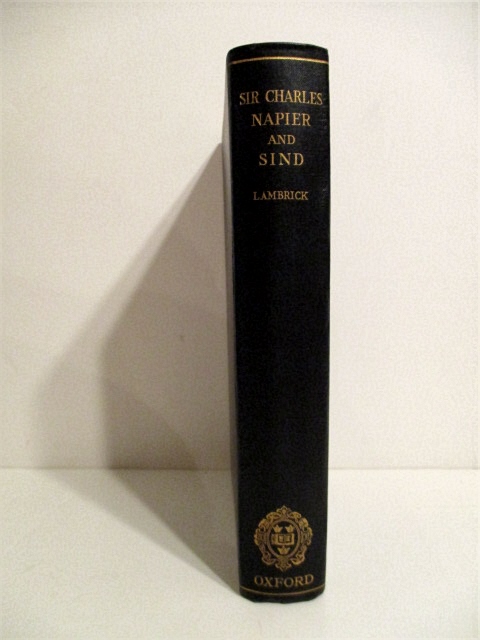 SIR CHARLES
NAPIER
AND
SIND
LAMBRICK
OXFORD